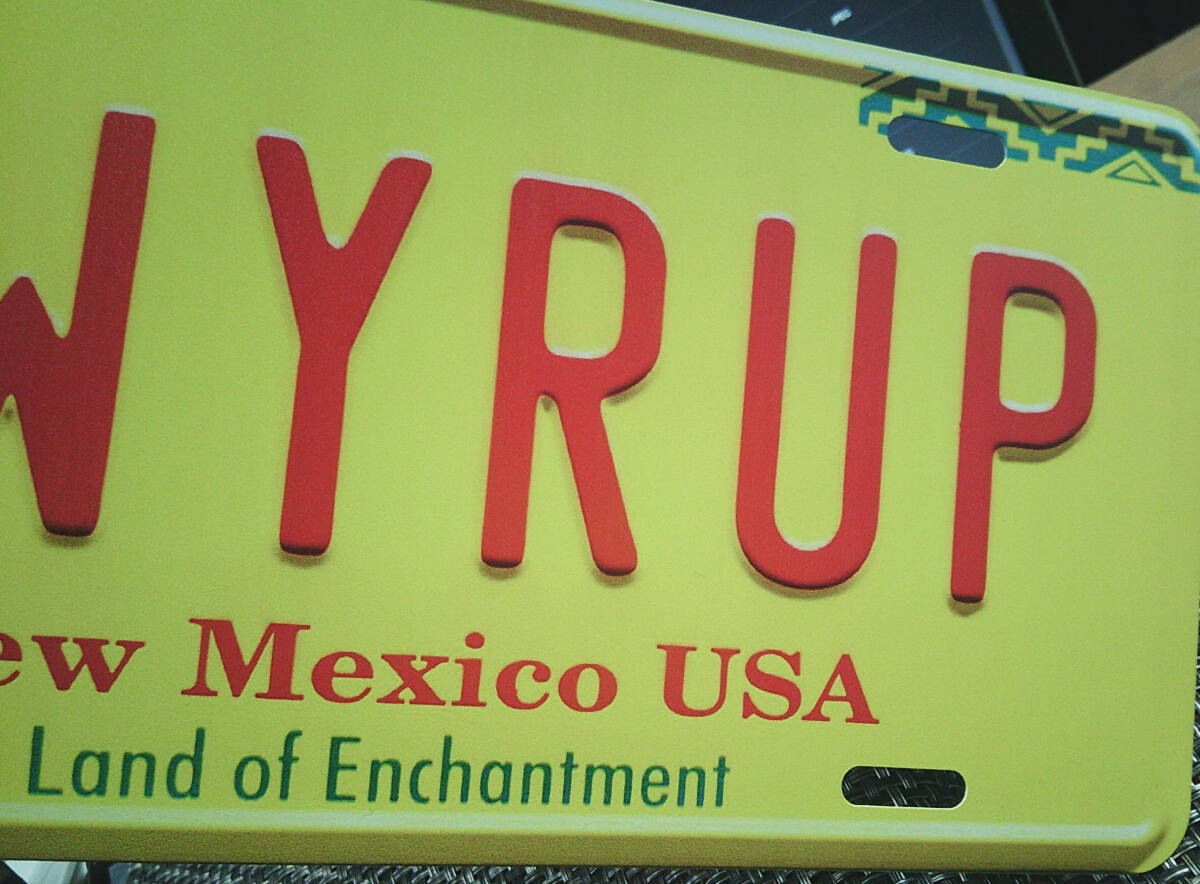 WYRUP
ew Mexico USA
Land of Enchantment